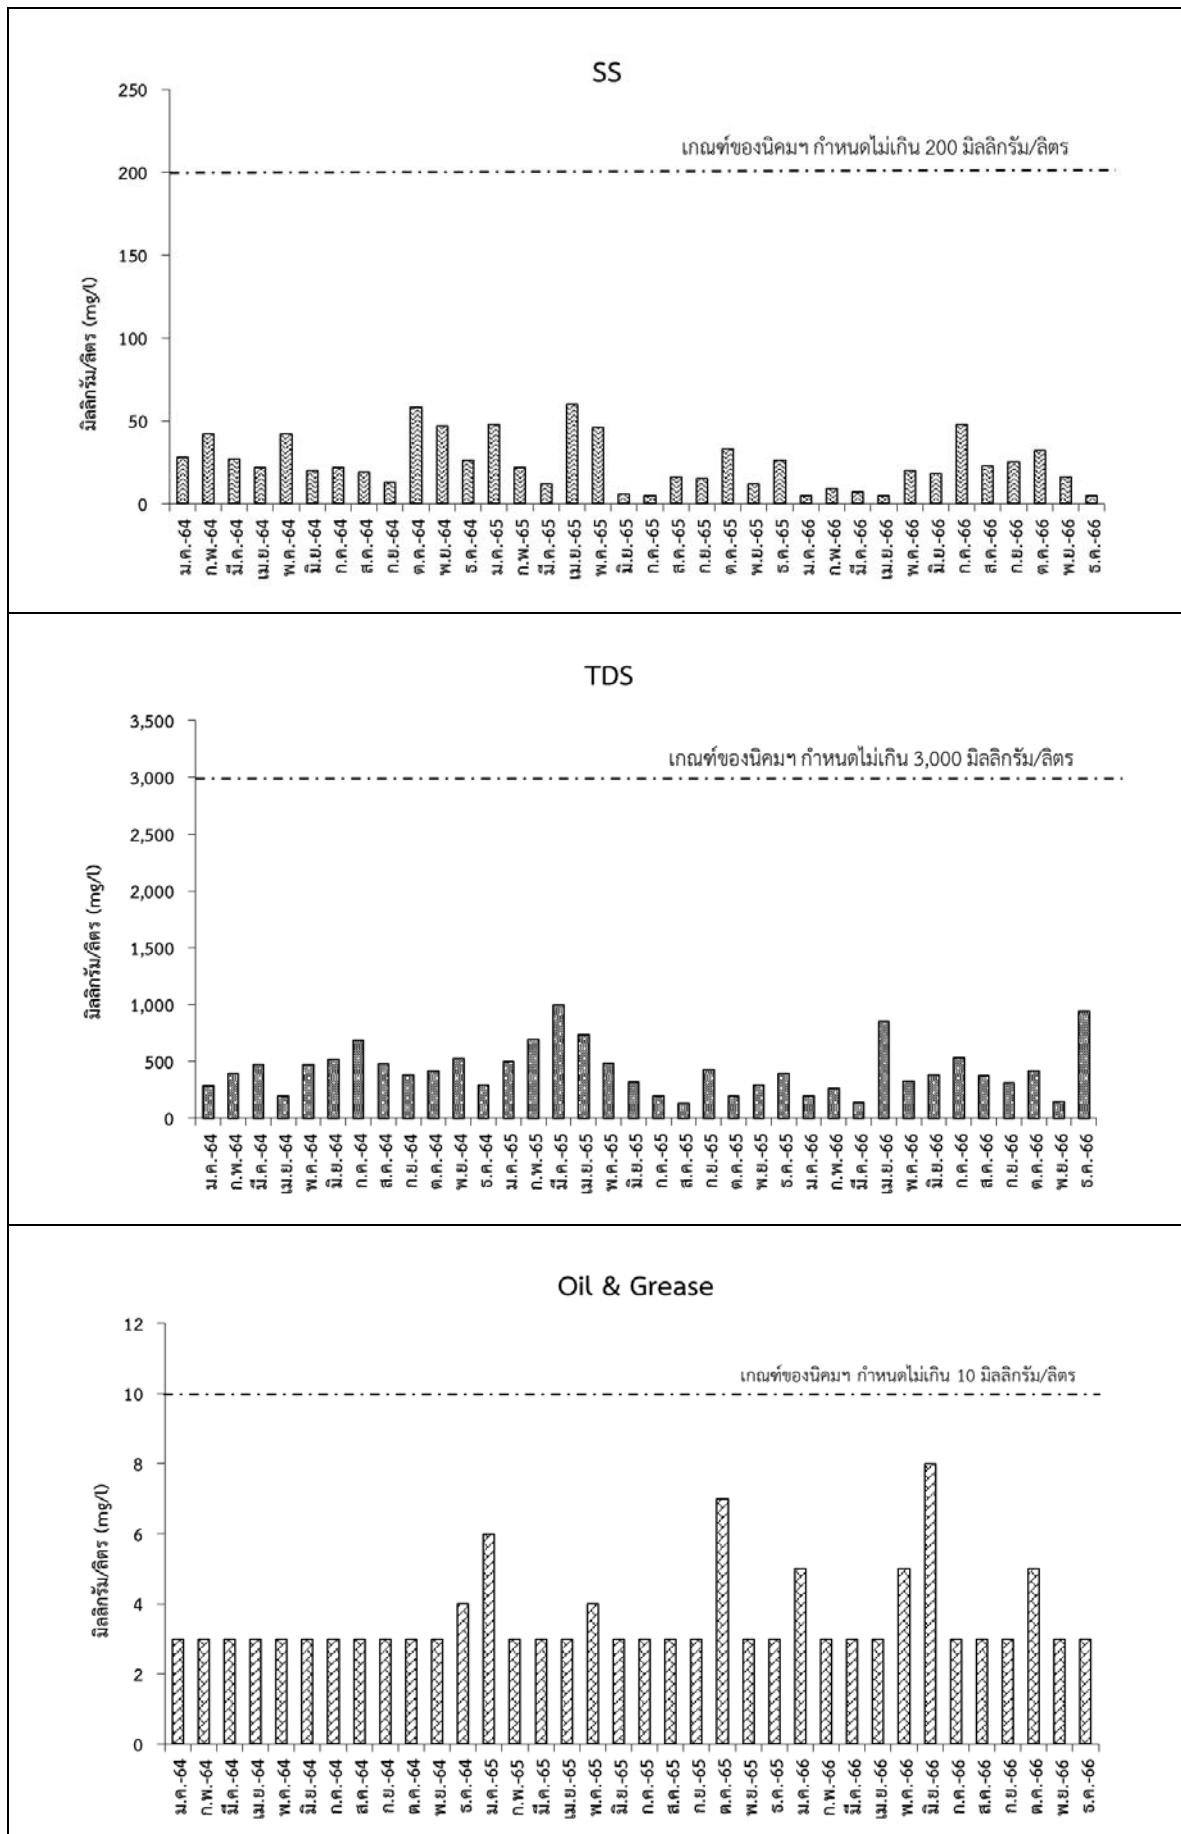 SS
250
เกณฑ์ของนิคมฯ กำหนดไม่เกิน 200 มิลลิกรัม/ลิตร
200
150
100
50
0
มิลลิกรัม/ลิตร (mg/l)
ม.ค.-64 ก.พ.-64 มี.ค.-64 เม.ย.-64 พ.ค.-64 มิ.ย.-64 ก.ค.-64 ส.ค.-64 ก.ย.-64 ต.ค.-64 พ.ย.-64 ธ.ค.-64 ม.ค.-65 ก.พ.-65 มี.ค.-65 เม.ย.-65 พ.ค.-65 มิ.ย.-65 ก.ค.-65 ส.ค.-65 ก.ย.-65 ต.ค.-65 พ.ย.-65 ธ.ค.-65 ม.ค.-66 ก.พ.-66 มี.ค.-66 เม.ย.-66 พ.ค.-66 มิ.ย.-66 ก.ค.-66 ส.ค.-66 ก.ย.-66 ต.ค.-66 พ.ย.-66 ธ.ค.-66
TDS
3,500
เกณฑ์ของนิคมฯ กำหนดไม่เกิน 3,000 มิลลิกรัม/ลิตร
3,000
2,500
2,000
1,500
1,000
500
0
มิลลิกรัม/ลิตร (mg/l)
ม.ค.-64 ก.พ.-64 มี.ค.-64 เม.ย.-64 พ.ค.-64 มิ.ย.-64 ก.ค.-64 ส.ค.-64 ก.ย.-64 ต.ค.-64 พ.ย.-64 ธ.ค.-64 ม.ค.-65 ก.พ.-65 มี.ค.-65 เม.ย.-65 พ.ค.-65 มิ.ย.-65 ก.ค.-65 ส.ค.-65 ก.ย.-65 ต.ค.-65 พ.ย.-65 ธ.ค.-65 ม.ค.-66 ก.พ.-66 มี.ค.-66 เม.ย.-66 พ.ค.-66 มิ.ย.-66 ก.ค.-66 ส.ค.-66 ก.ย.-66 ต.ค.-66 พ.ย.-66 ธ.ค.-66
Oil & Grease
12
เกณฑ์ของนิคมฯ กำหนดไม่เกิน 10 มิลลิกรัม/ลิตร
10
8
6
4
2
0
มิลลิกรัม/ลิตร (mg/l)
ม.ค.-64 ก.พ.-64 มี.ค.-64 เม.ย.-64 พ.ค.-64 มิ.ย.-64 ก.ค.-64 ส.ค.-64 ก.ย.-64 ต.ค.-64 พ.ย.-64 ธ.ค.-64 ม.ค.-65 ก.พ.-65 มี.ค.-65 เม.ย.-65 พ.ค.-65 มิ.ย.-65 ก.ค.-65 ส.ค.-65 ก.ย.-65 ต.ค.-65 พ.ย.-65 ธ.ค.-65 ม.ค.-66 ก.พ.-66 มี.ค.-66 เม.ย.-66 พ.ค.-66 มิ.ย.-66 ก.ค.-66 ส.ค.-66 ก.ย.-66 ต.ค.-66 พ.ย.-66 ธ.ค.-66